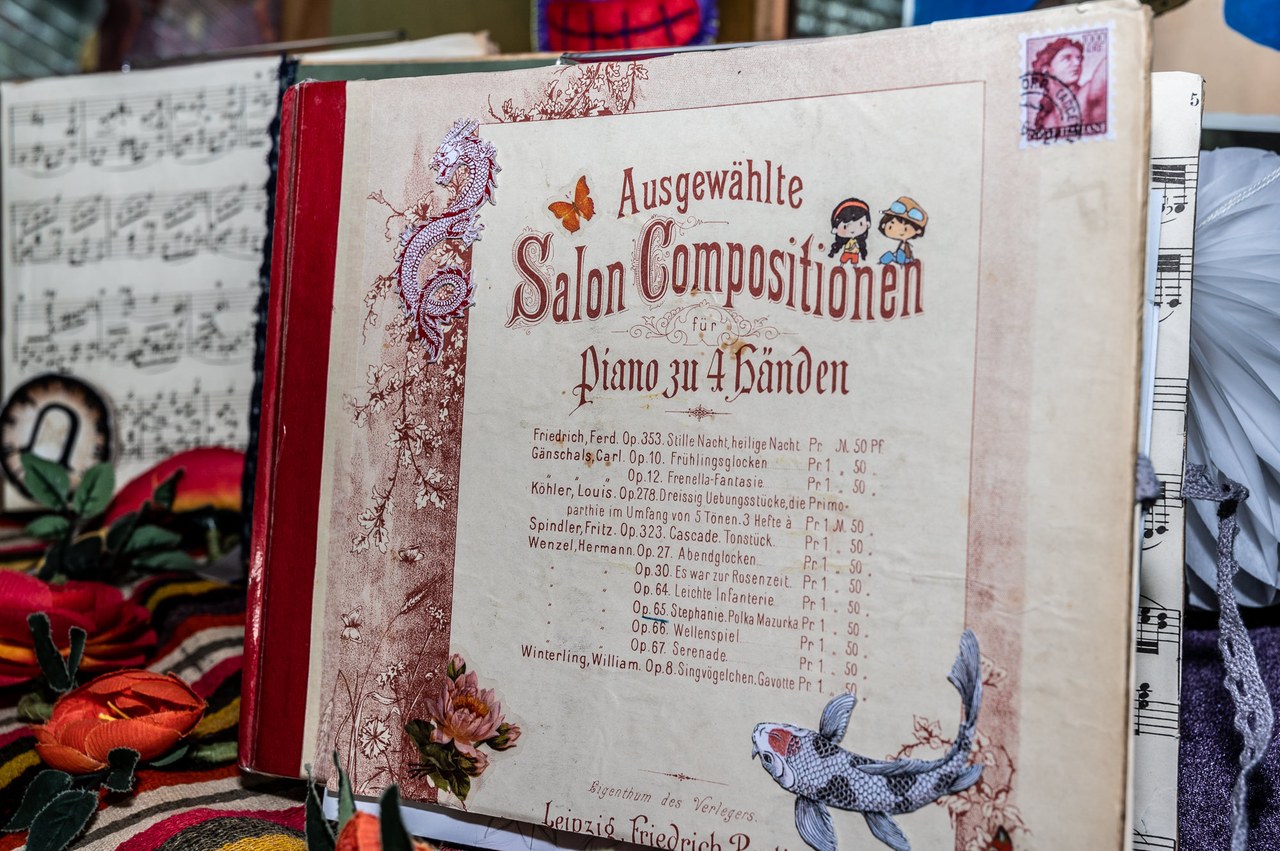 5
Ausgewählte
Salon Compositionen
für
Piano zu 4 Händen
Friedrich, Ferd. Op. 353. Stille Nacht, heilige Nacht Pr .M. 50 Pf
Gänschals, Carl. Op. 10. Frühlingsglocken Pr 1 „ 50 „
„ „ Op. 12. Frenella-Fantasie. Pr 1 „ 50 „
Köhler, Louis. Op. 278. Dreissig Uebungsstücke, die Primo-
parthie im Umfang von 5 Tönen. 3 Hefte à Pr 1 M. 50
Spindler, Fritz. Op. 323. Cascade. Tonstück. Pr 1 „ 50 „
Wenzel, Hermann. Op. 27. Abendglocken Pr 1 „ 50 „
„ „ Op. 30. Es war zur Rosenzeit. Pr 1 „ 50 „
„ „ Op. 64. Leichte Infanterie Pr 1 „ 50 „
„ „ Op. 65. Stephanie. Polka Mazurka Pr 1 „ 50 „
„ „ Op. 66. Wellenspiel Pr 1 „ 50 „
„ „ Op. 67. Serenade. Pr 1 „ 50 „
Winterling, William. Op. 8. Singvögelchen, Gavotte Pr 1 „ 50
Eigenthum des Verlegers.
Leipzig, Friedrich